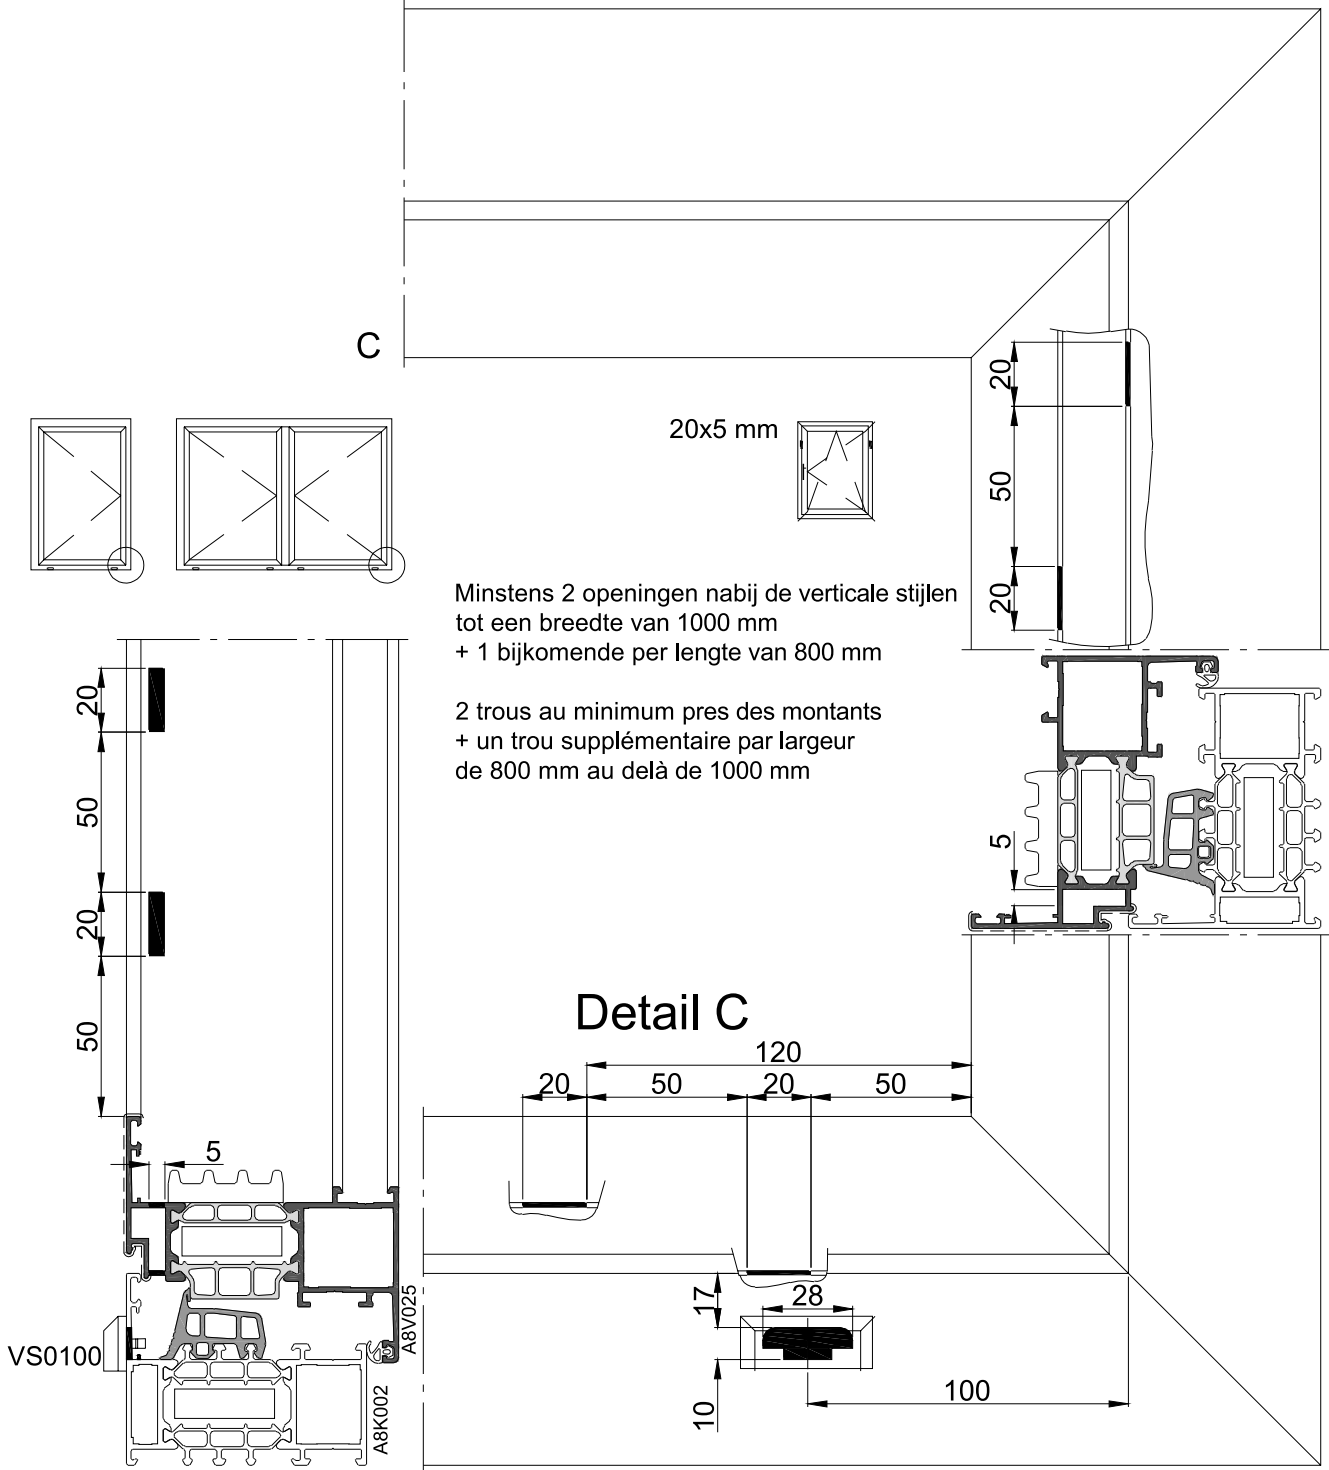 C
20x5 mm
20
50
20
Minstens 2 openingen nabij de verticale stijlen
tot een breedte van 1000 mm
+ 1 bijkomende per lengte van 800 mm
2 trous au minimum pres des montants
+ un trou supplémentaire par largeur
de 800 mm au delà de 1000 mm
20
50
20
50
5
5
Detail C
120
20
50
20
50
17
28
10
100
VS0100
A8V025
A8K002